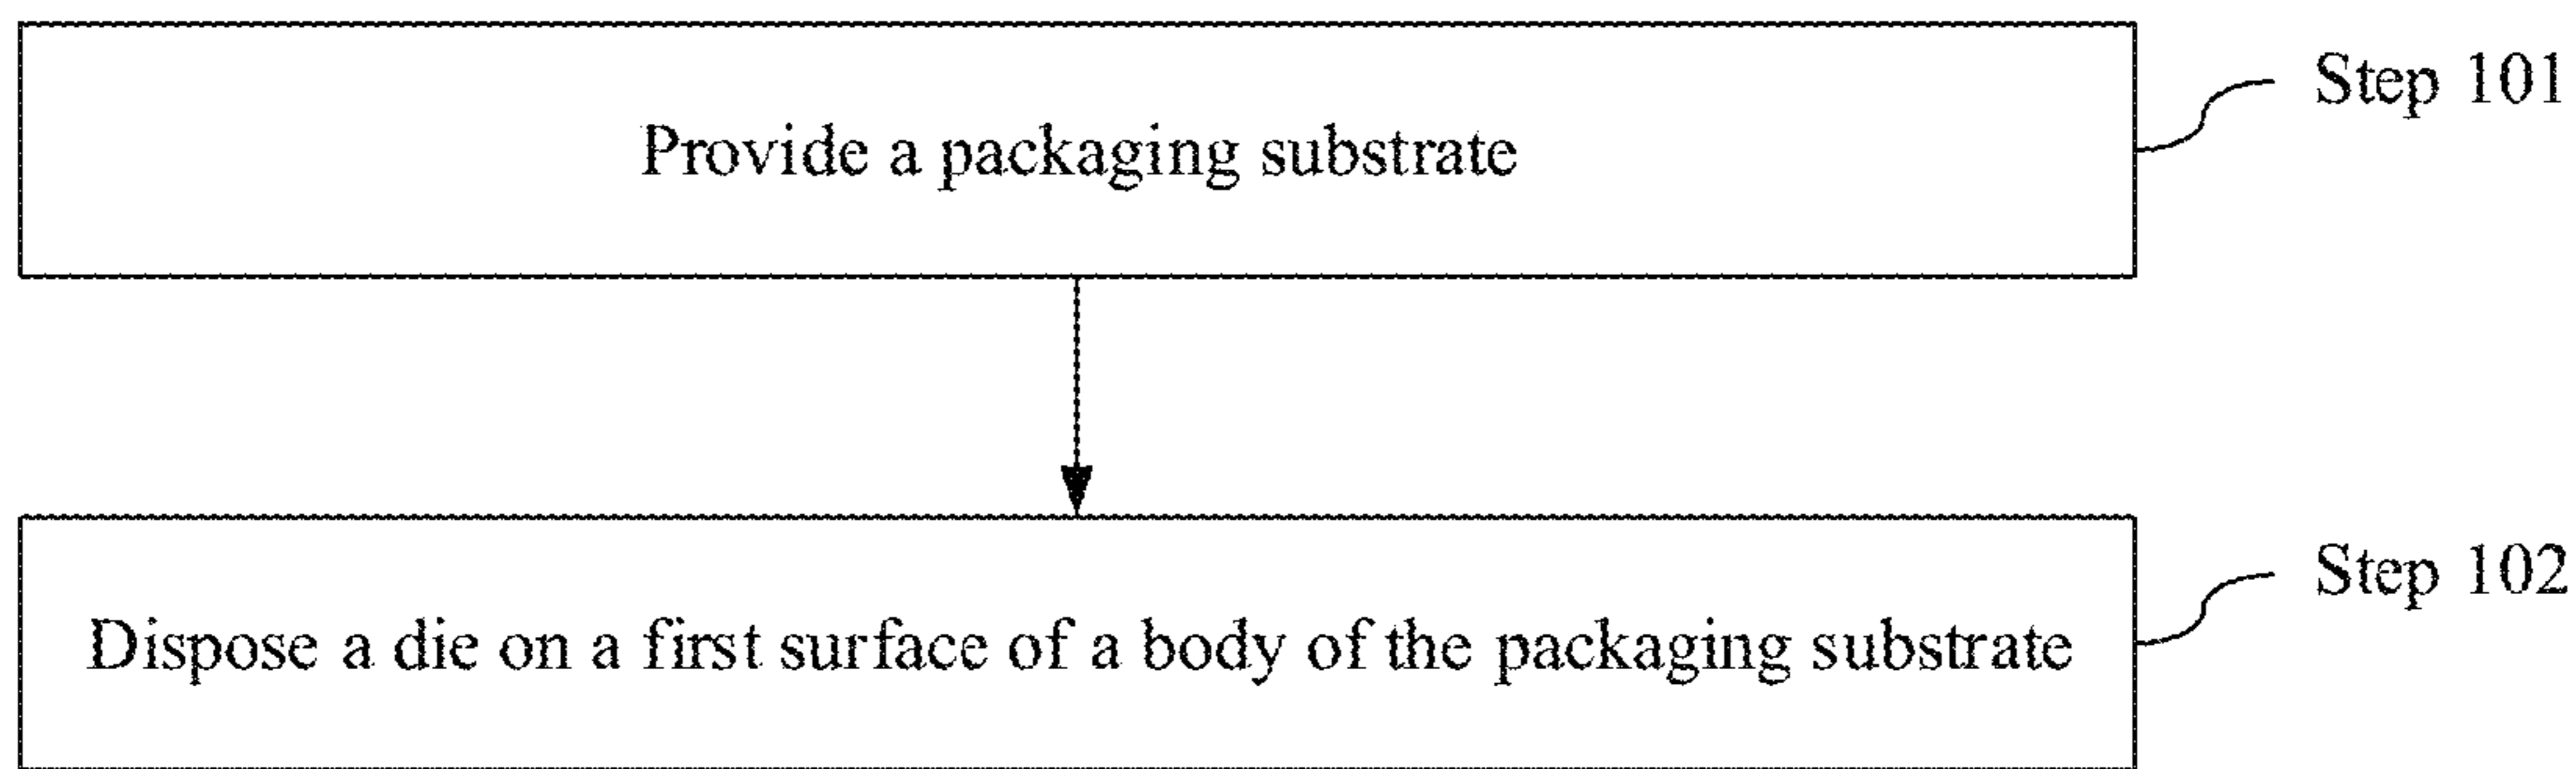 Provide a packaging substrate
Step 101
Dispose a die on a first surface of a body of the packaging substrate
Step 102